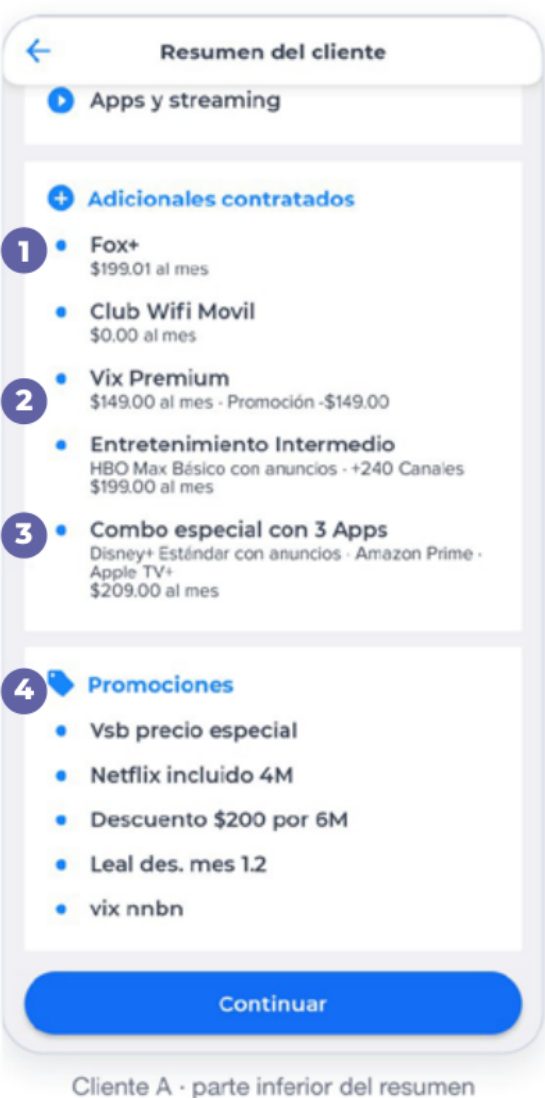 Resumen del cliente
Apps y streaming
Adicionales contratados
1
Fox+
$199.01 al mes
Club Wifi Movil
$0.00 al mes
2
Vix Premium
$149.00 al mes · Promoción -$149.00
Entretenimiento Intermedio
HBO Max Básico con anuncios · +240 Canales
$199.00 al mes
3
Combo especial con 3 Apps
Disney+ Estándar con anuncios · Amazon Prime ·
Apple TV+
$209.00 al mes
4
Promociones
Vsb precio especial
Netflix incluido 4M
Descuento $200 por 6M
Leal des. mes 1.2
vix nnbn
Continuar
Cliente A · parte inferior del resumen